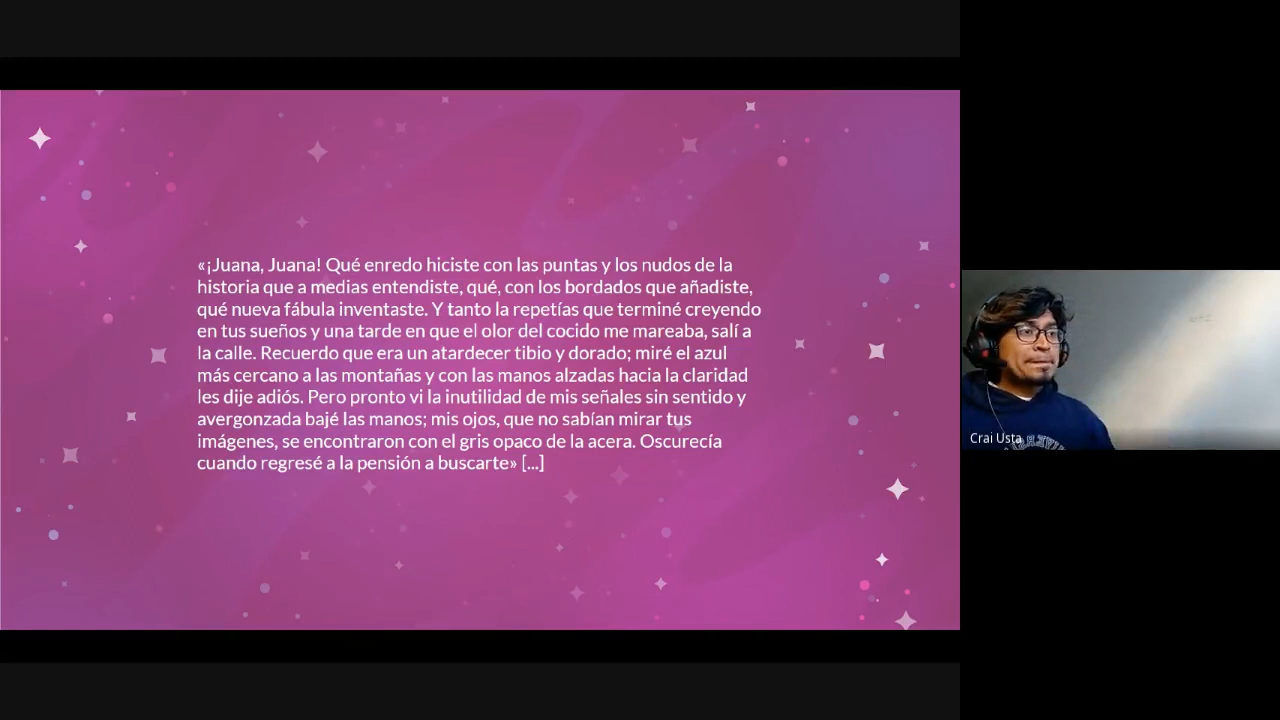 «¡Juana, Juana! Qué enredo hiciste con las puntas y los nudos de la
historia que a medias entendiste, qué, con los bordados que añadiste,
qué nueva fábula inventaste. Y tanto la repetías que terminé creyendo
en tus sueños y una tarde en que el olor del cocido me mareaba, salí a
la calle. Recuerdo que era un atardecer tibio y dorado; miré el azul
más cercano a las montañas y con las manos alzadas hacia la claridad
les dije adiós. Pero pronto vi la inutilidad de mis señales sin sentido y
avergonzada bajé las manos; mis ojos, que no sabían mirar tus
imágenes, se encontraron con el gris opaco de la acera. Oscurecía
cuando regresé a la pensión a buscarte» [...]
Crai Usta